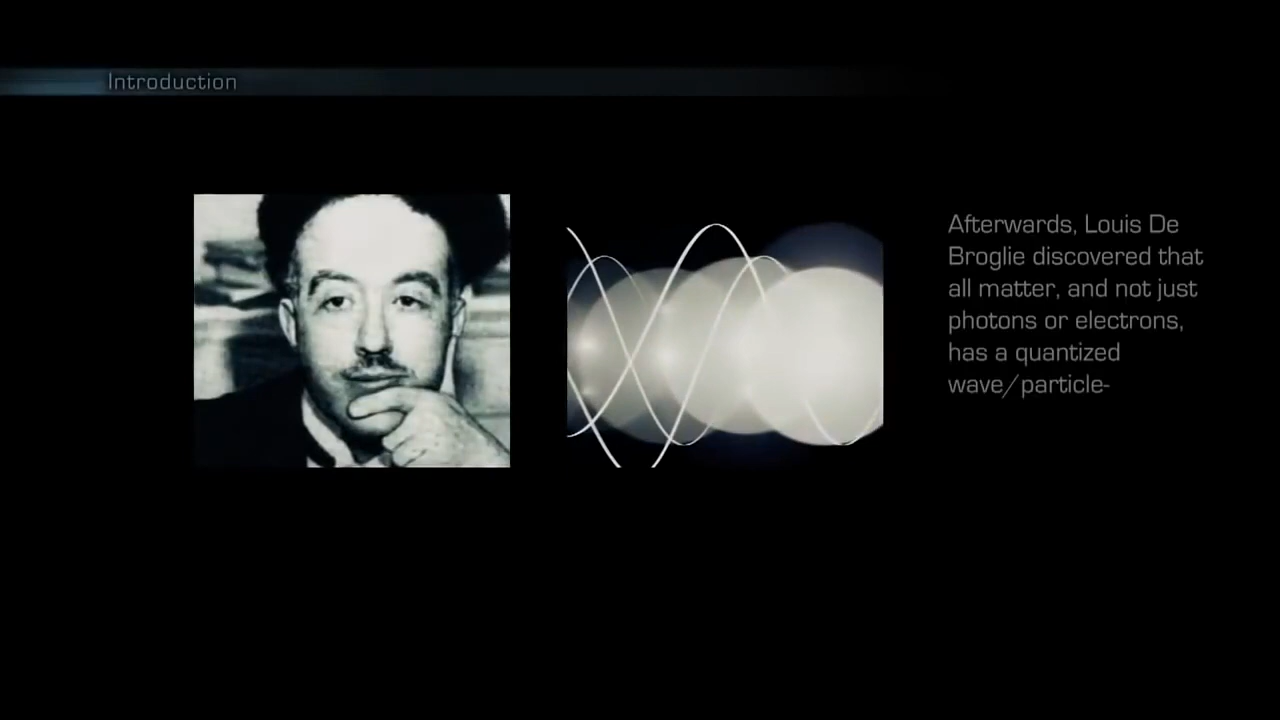 Introduction
Afterwards, Louis De
Broglie discovered that
all matter, and not just
photons or electrons,
has a quantized
wave/particle-